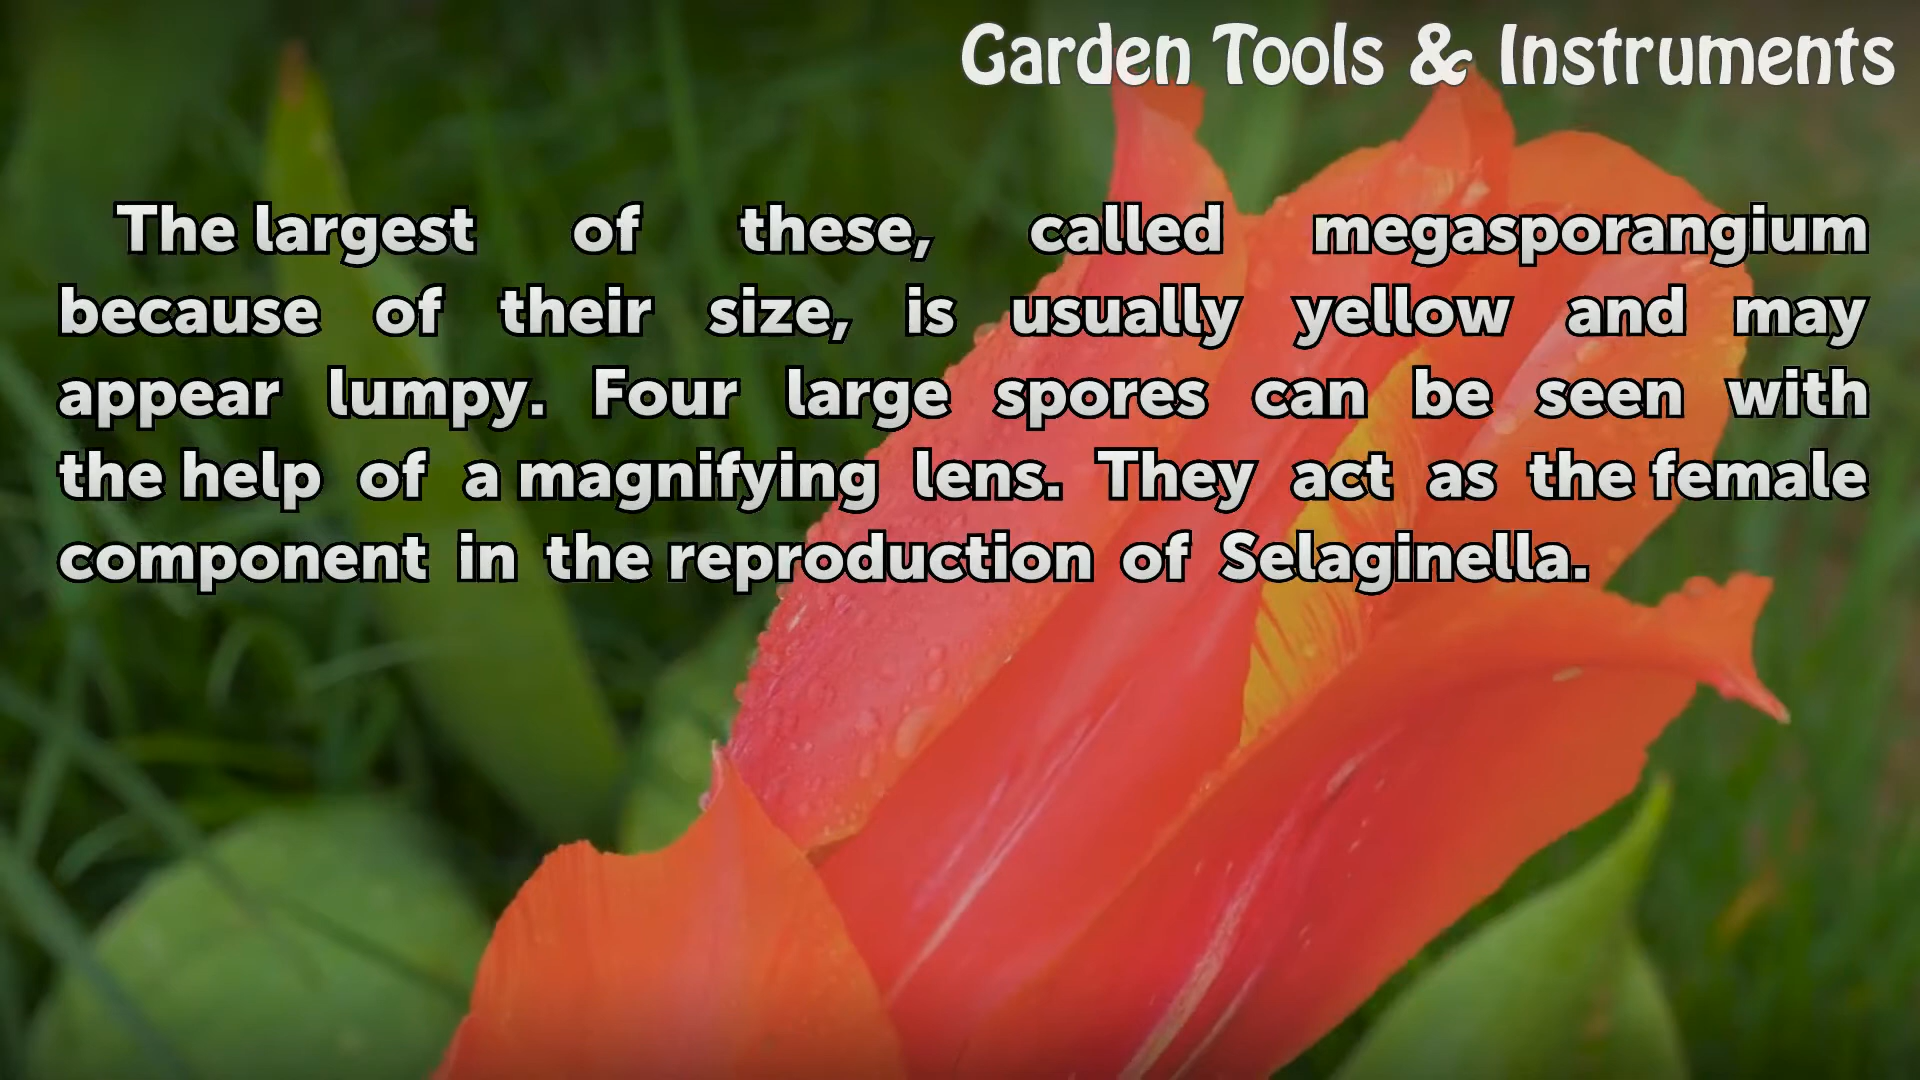 Garden Tools & Instruments
The largest of these, called megasporangium
because of their size, is usually yellow and may
appear lumpy. Four large spores can be seen with
the help of a magnifying lens. They act as the female
component in the reproduction of Selaginella.